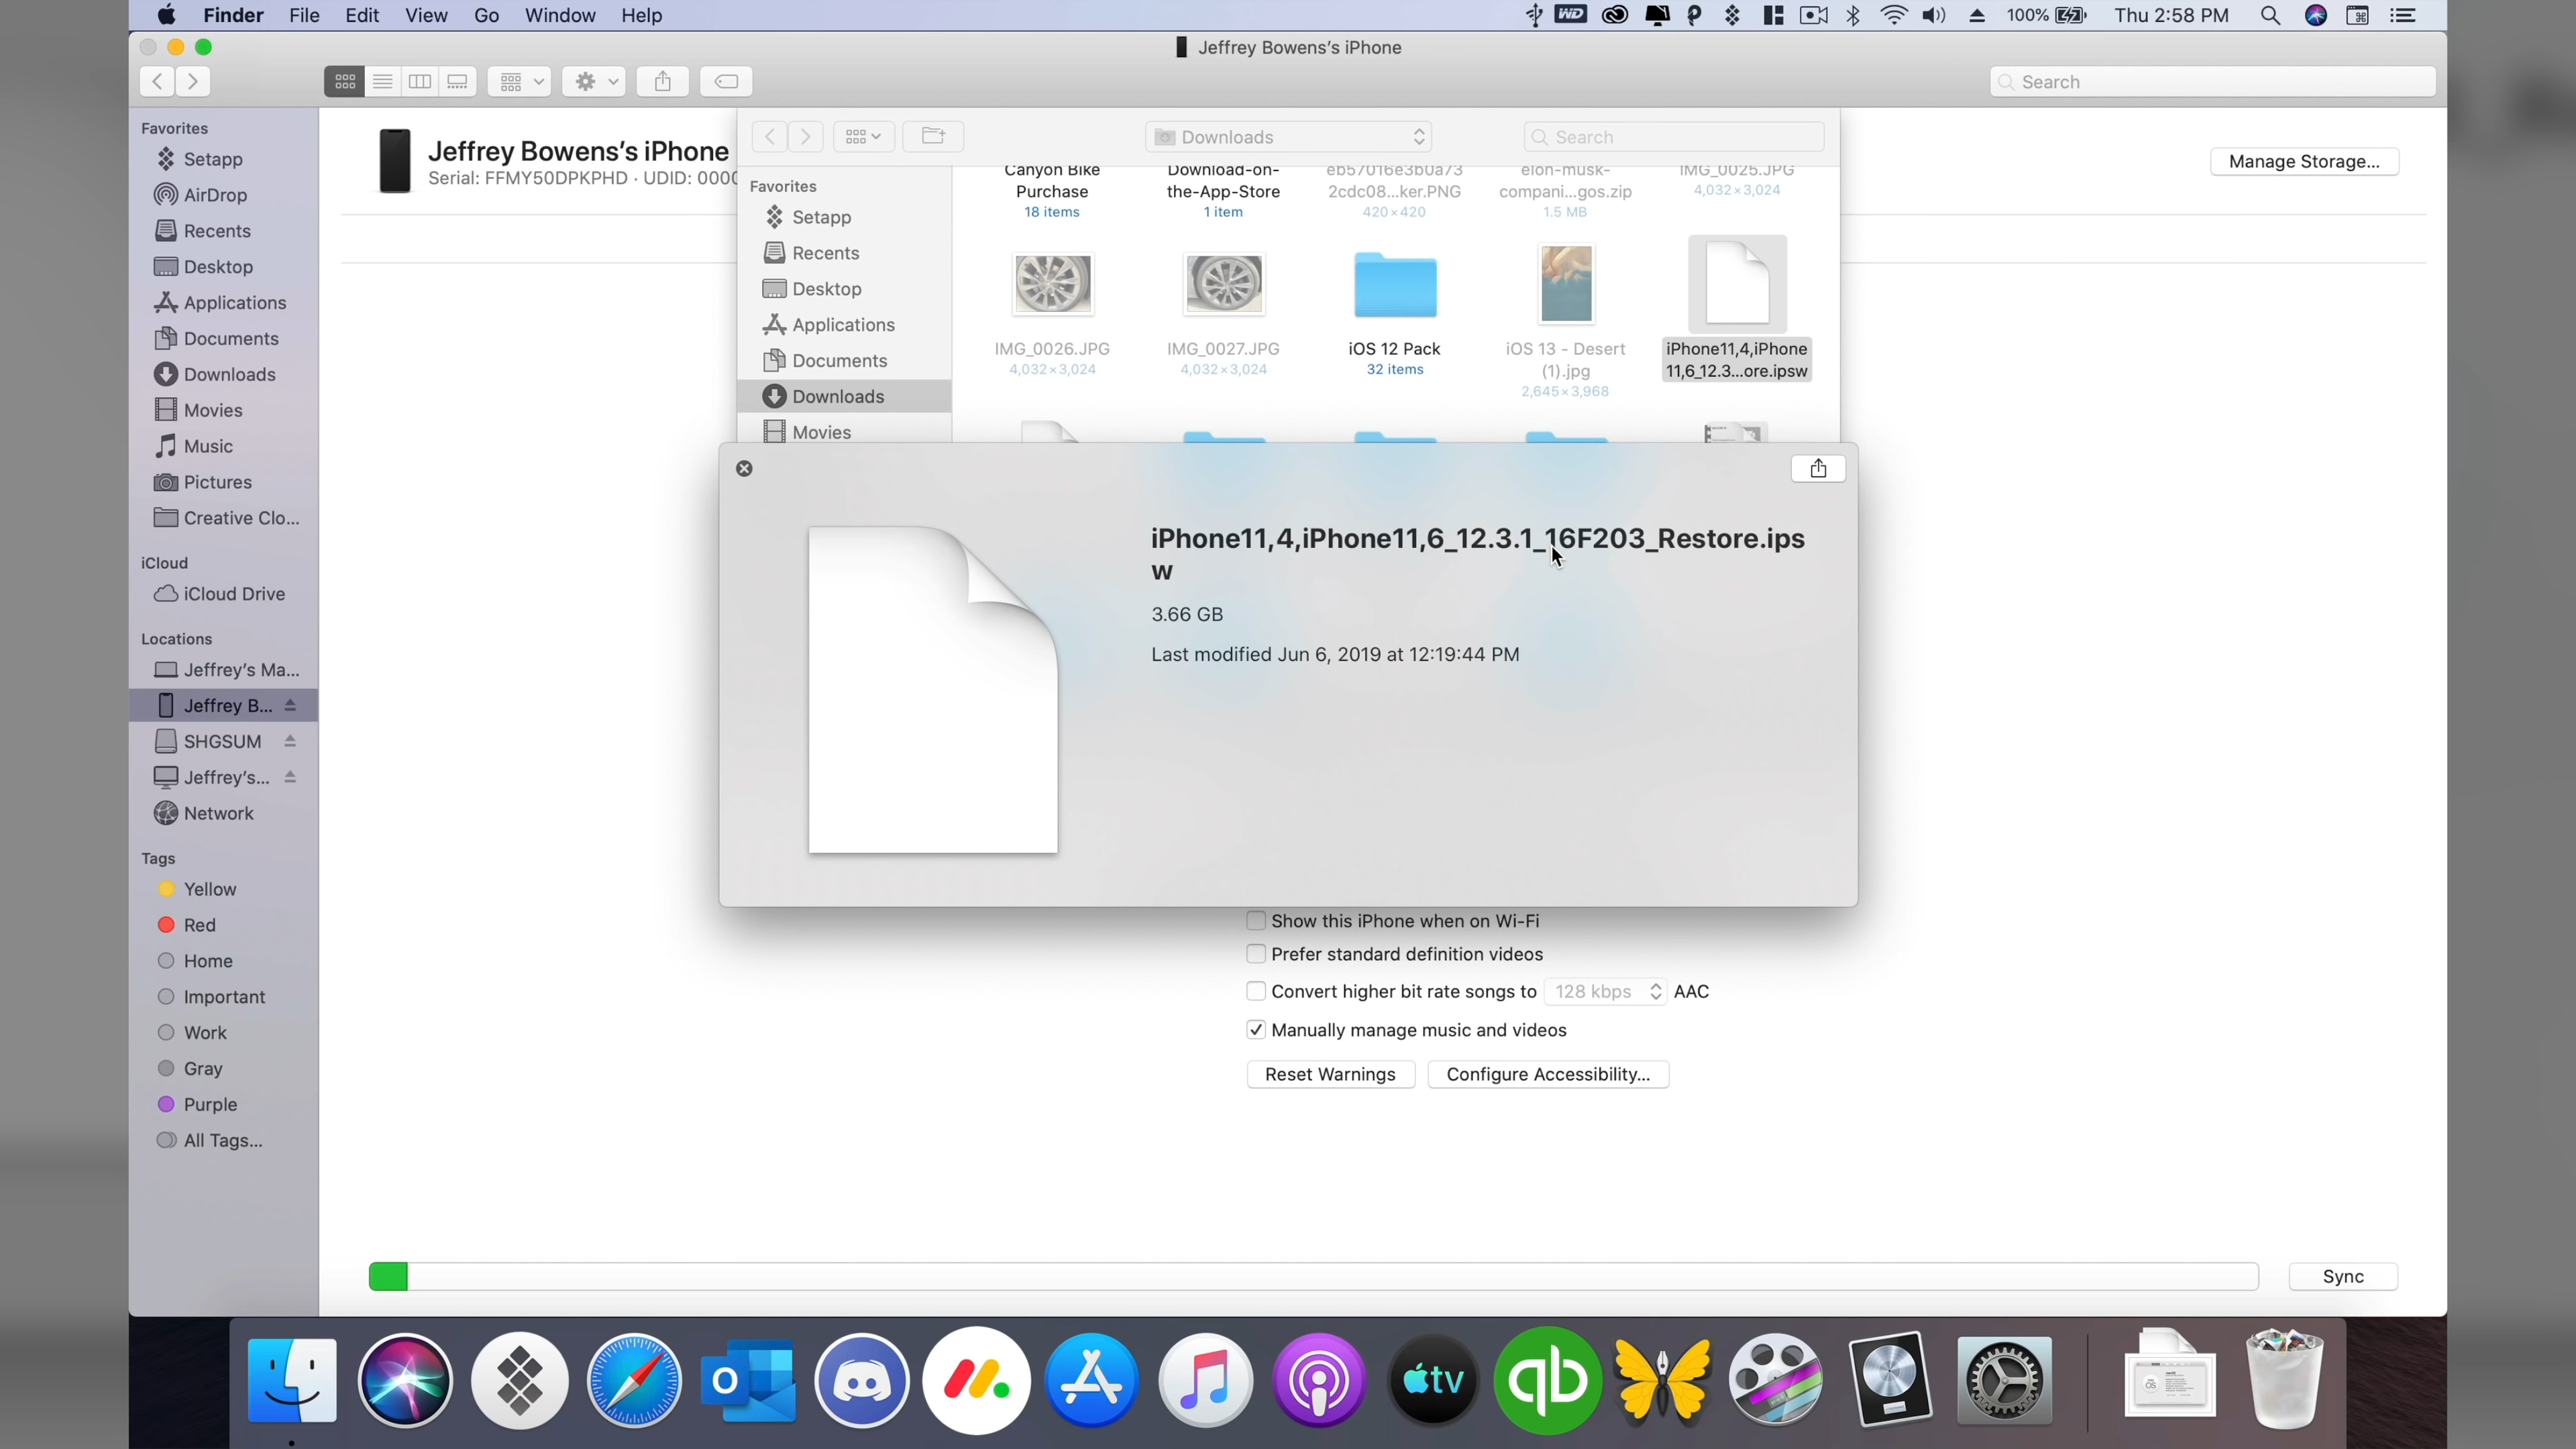 Finder File Edit View Go Window Help
WD
100% Thu 2:58 PM
Jeffrey Bowens's iPhone
Search
Favorites
Setapp
AirDrop
Recents
Desktop
Applications
Documents
Downloads
Movies
Music
Pictures
Creative Clo...
iCloud
iCloud Drive
Locations
Jeffrey's Ma...
Jeffrey B...
SHGSUM
Jeffrey's...
Network
Tags
Yellow
Red
Home
Important
Work
Gray
Purple
All Tags...
Jeffrey Bowens's iPhone
Serial: FFMY50DPKPHD · UDID: 000
Manage Storage...
Downloads
Search
Favorites
Setapp
Recents
Desktop
Applications
Documents
Downloads
Movies
Canyon Bike
Purchase
18 items
Download-on-
the-App-Store
1 item
eb57016e3b0a73
2cdc08...ker.PNG
420×420
elon-musk-
compani...gos.zip
1.5 MB
IMG_0025.JPG
4,032×3,024
IMG_0026.JPG
4,032×3,024
IMG_0027.JPG
4,032×3,024
iOS 12 Pack
32 items
iOS 13 - Desert
(1).jpg
2,645×3,968
iPhone11,4,iPhone
11,6_12.3...ore.ipsw
iPhone11,4,iPhone11,6_12.3.1_16F203_Restore.ips
w
3.66 GB
Last modified Jun 6, 2019 at 12:19:44 PM
Show this iPhone when on Wi-Fi
Prefer standard definition videos
Convert higher bit rate songs to 128 kbps AAC
Manually manage music and videos
Reset Warnings Configure Accessibility...
Sync
O
tv
qb